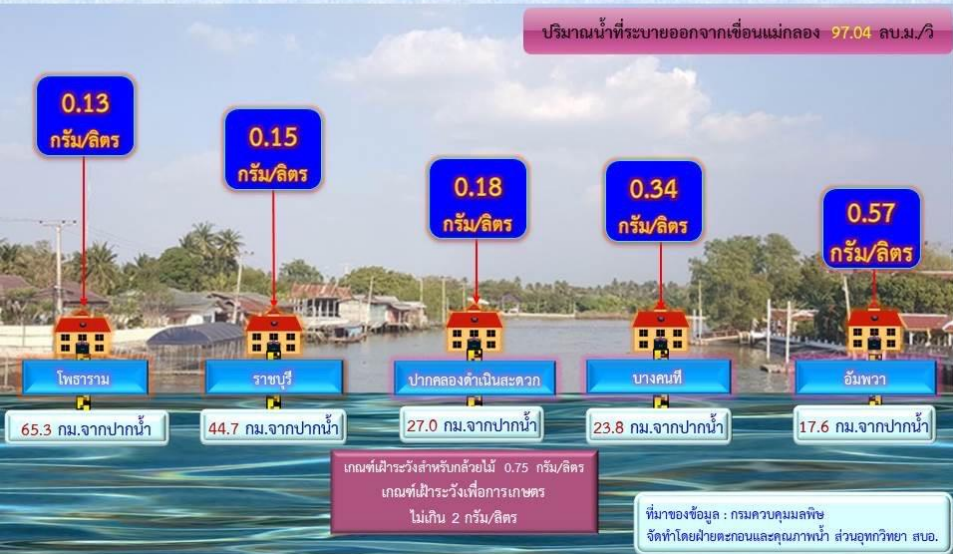 ปริมาณน้ำที่ระบายออกจากเขื่อนแม่กลอง 97.04 ลบ.ม./วิ
0.13
กรัม/ลิตร
0.15
กรัม/ลิตร
0.18
กรัม/ลิตร
0.34
กรัม/ลิตร
0.57
กรัม/ลิตร
โพธาราม
ราชบุรี
ปากคลองดำเนินสะดวก
บางคนที
อัมพวา
65.3 กม.จากปากน้ำ
44.7 กม.จากปากน้ำ
27.0 กม.จากปากน้ำ
23.8 กม.จากปากน้ำ
17.6 กม.จากปากน้ำ
เกณฑ์เฝ้าระวังสำหรับกล้วยไม้ 0.75 กรัม/ลิตร
เกณฑ์เฝ้าระวังเพื่อการเกษตร
ไม่เกิน 2 กรัม/ลิตร
ที่มาของข้อมูล : กรมควบคุมมลพิษ
จัดทำโดยฝ่ายตะกอนและคุณภาพน้ำ ส่วนอุทกวิทยา สบอ.